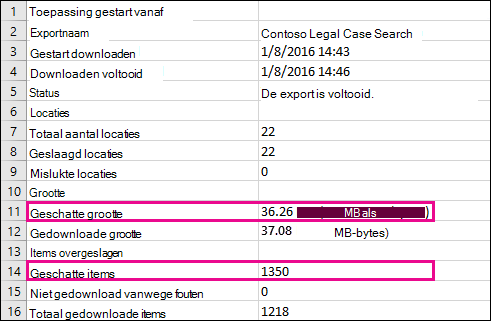 1 Toepassing gestart vanaf
2 Exportnaam Contoso Legal Case Search
3 Gestart downloaden 1/8/2016 14:43
4 Downloaden voltooid 1/8/2016 14:46
5 Status De export is voltooid.
6 Locaties
7 Totaal aantal locaties 22
8 Geslaagd locaties 22
9 Mislukte locaties 0
10 Grootte
11 Geschatte grootte 36.26 MB als )
12 Gedownloade grootte 37.08 MB-bytes)
13 Items overgeslagen
14 Geschatte items 1350
15 Niet gedownload vanwege fouten 0
16 Totaal gedownloade items 1218